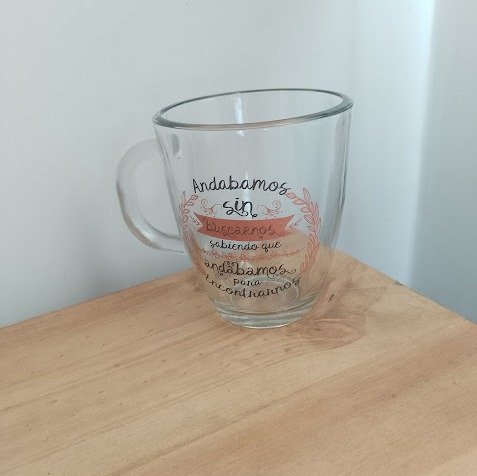 Andabamos
sin
buscarnos
sabiendo que
andábamos
para
encontrarnos